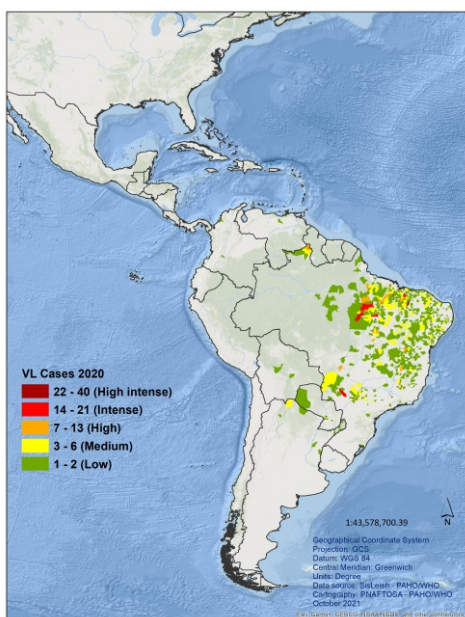 VL Cases 2020
22 - 40 (High intense)
14 - 21 (Intense)
7 - 13 (High)
3 - 6 (Medium)
1 - 2 (Low)
1:43,578,700.39
N
Geographical Coordinate System
Projection: GCS
Datum: WGS 84
Central Meridian: Greenwich
Units: Degree
Data source: SisLeish - PAHO/WHO
Cartography: PNAFTOSA - PAHO/WHO
October 2021